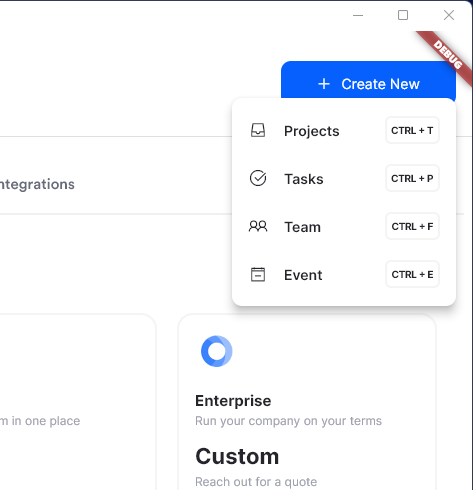 DEBUG
+ Create New
Projects CTRL + T
Tasks CTRL + P
Team CTRL + F
Event CTRL + E
ntegrations
m in one place
Enterprise
Run your company on your terms
Custom
Reach out for a quote